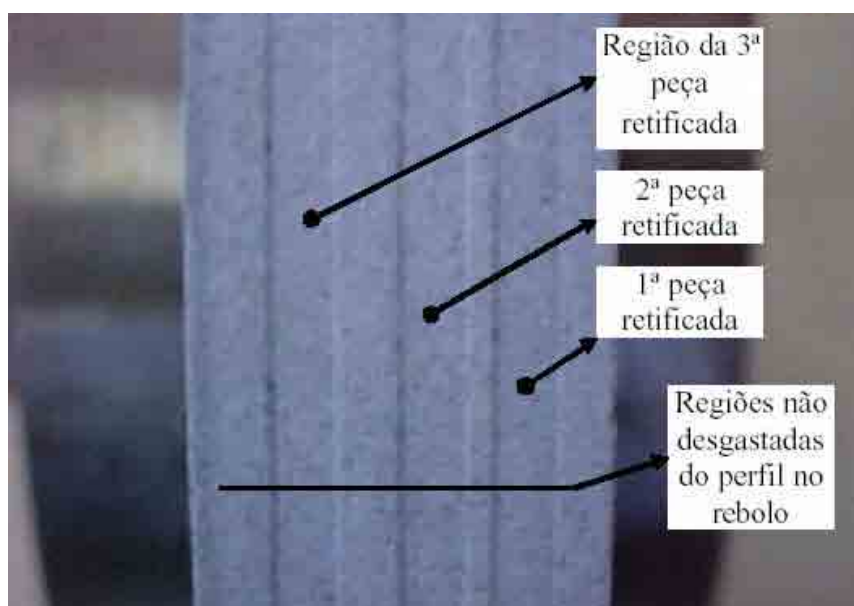 Região da 3ª
peça
retificada
2ª peça
retificada
1ª peça
retificada
Regiões não
desgastadas
do perfil no
rebolo